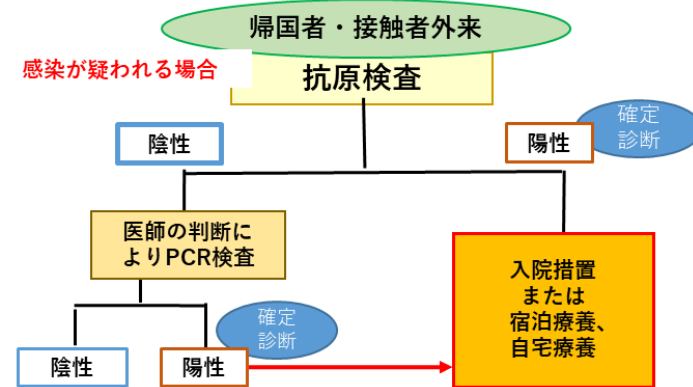 帰国者・接触者外来
感染が疑われる場合
抗原検査
陰性
陽性
確定
診断
医師の判断に
よりPCR検査
入院措置
または
宿泊療養、
自宅療養
確定
診断
陰性
陽性